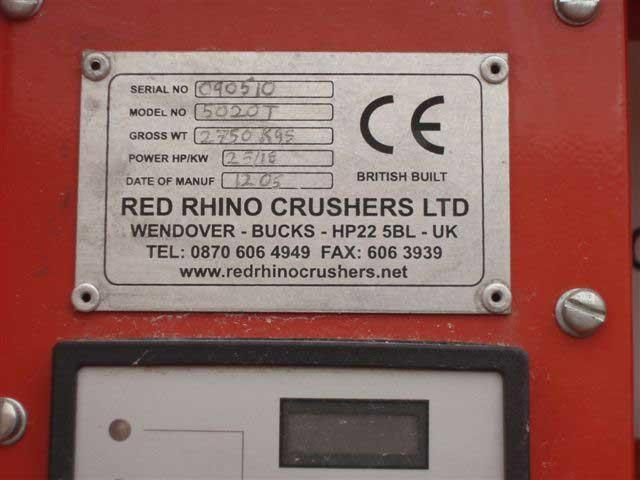 SERIAL NO 090510
MODEL NO 5020T
GROSS WT 2750 KGS
POWER HP/KW
DATE OF MANUF 12 05
CE
BRITISH BUILT
RED RHINO CRUSHERS LTD
WENDOVER - BUCKS - HP22 5BL - UK
TEL: 0870 606 4949 FAX: 606 3939
www.redrhinocrushers.net